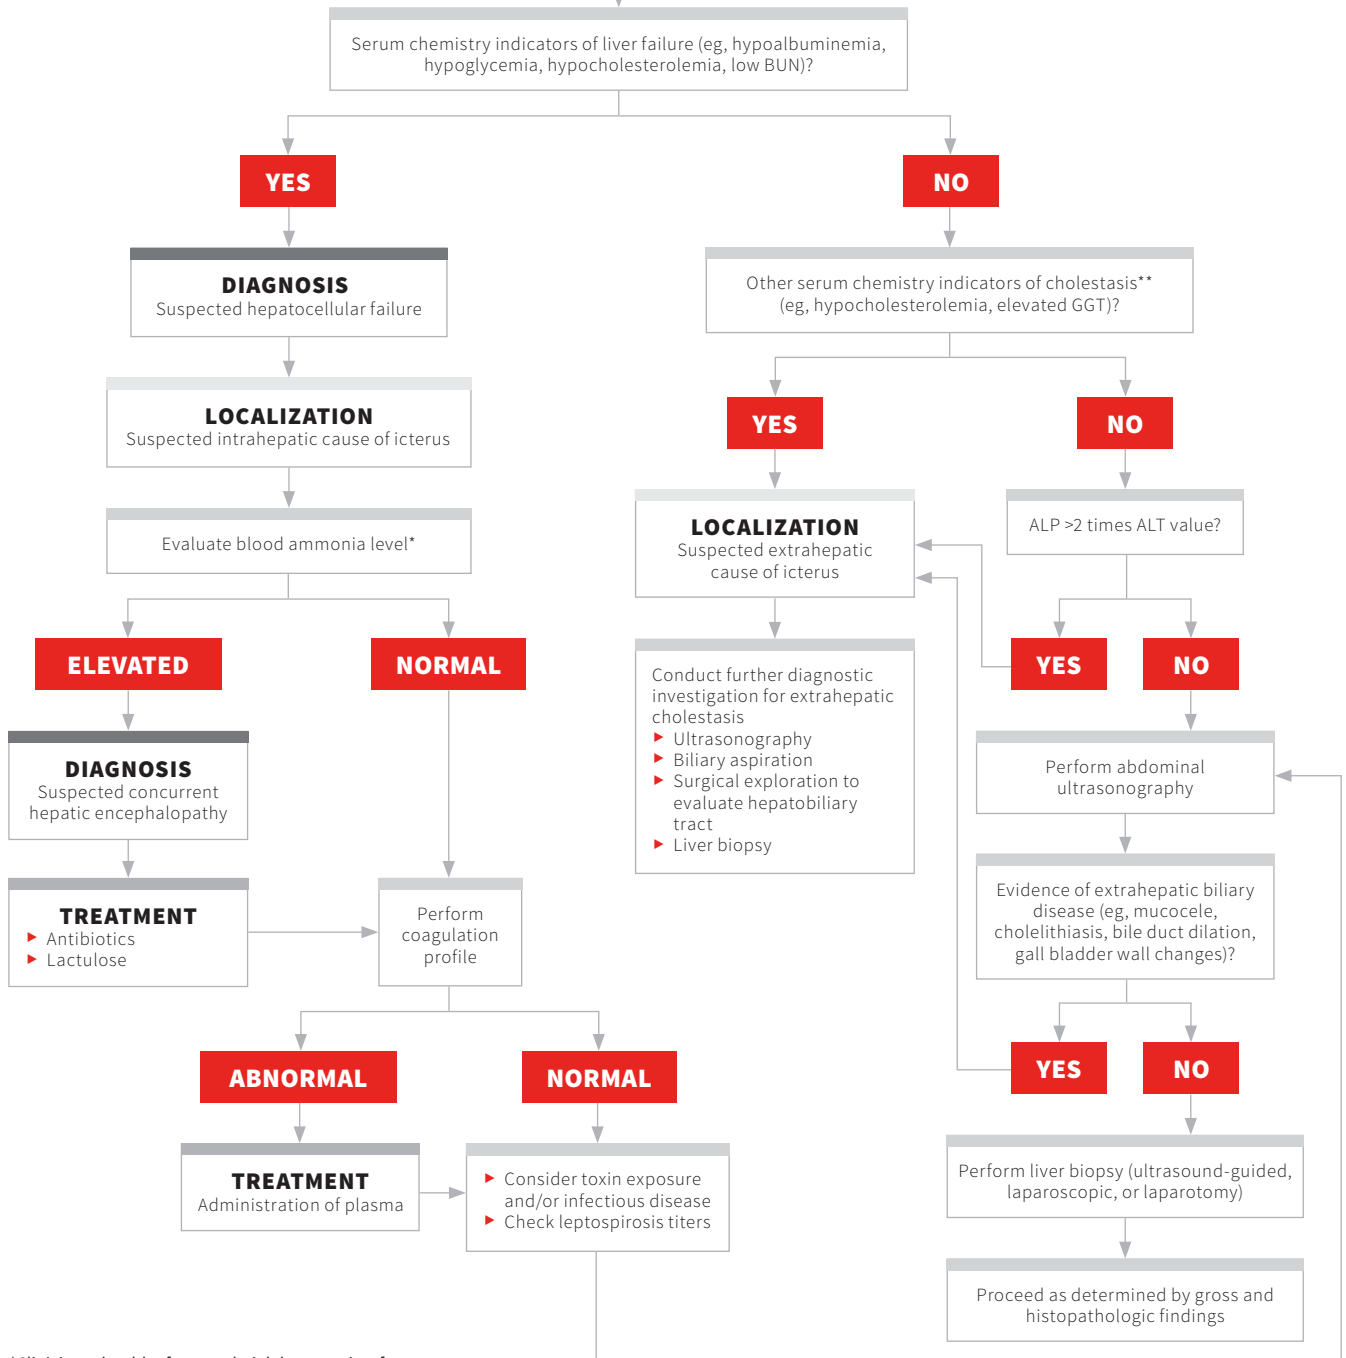 Serum chemistry indicators of liver failure (eg, hypoalbuminemia,
hypoglycemia, hypocholesterolemia, low BUN)?
YES
NO
DIAGNOSIS
Suspected hepatocellular failure
Other serum chemistry indicators of cholestasis**
(eg, hypocholesterolemia, elevated GGT)?
LOCALIZATION
Suspected intrahepatic cause of icterus
YES
NO
Evaluate blood ammonia level*
LOCALIZATION
Suspected extrahepatic
cause of icterus
ALP >2 times ALT value?
ELEVATED
NORMAL
YES
NO
Conduct further diagnostic
investigation for extrahepatic
cholestasis
► Ultrasonography
► Biliary aspiration
► Surgical exploration to
evaluate hepatobiliary
tract
► Liver biopsy
DIAGNOSIS
Suspected concurrent
hepatic encephalopathy
Perform abdominal
ultrasonography
TREATMENT
► Antibiotics
► Lactulose
Perform
coagulation
profile
Evidence of extrahepatic biliary
disease (eg, mucocele,
cholelithiasis, bile duct dilation,
gall bladder wall changes)?
ABNORMAL
NORMAL
YES
NO
TREATMENT
Administration of plasma
► Consider toxin exposure
and/or infectious disease
► Check leptospirosis titers
Perform liver biopsy (ultrasound-guided,
laparoscopic, or laparotomy)
Proceed as determined by gross and
histopathologic findings